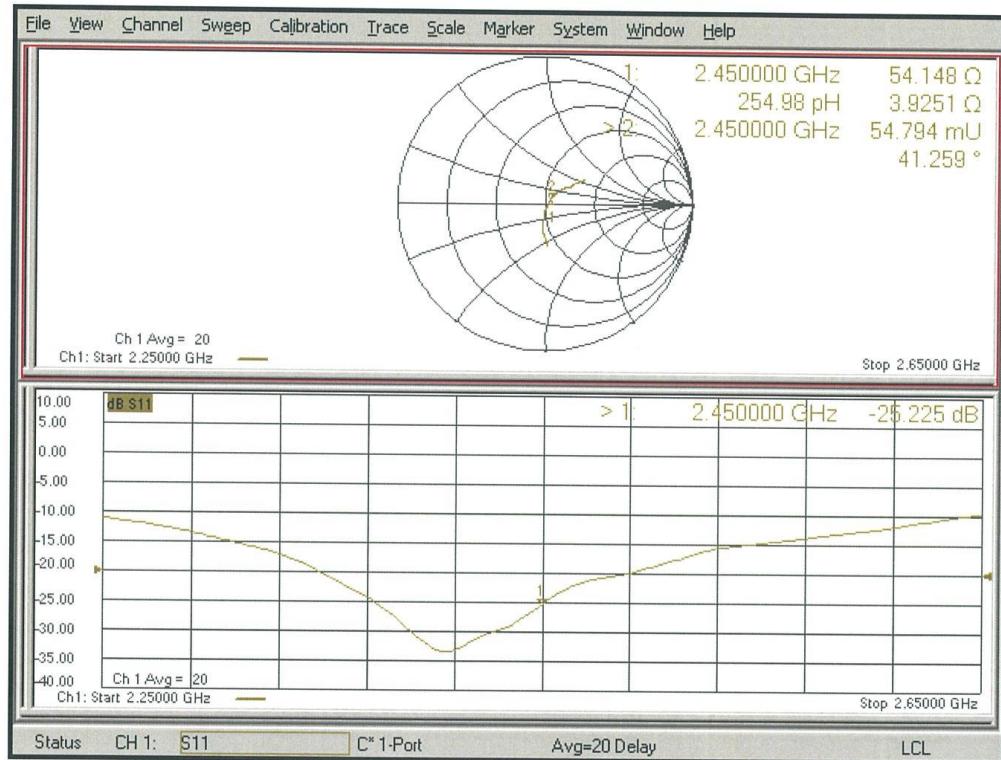 File View Channel Sweep Calibration Trace Scale Marker System Window Help
1: 2.450000 GHz 54.148 Ω
254.98 pH 3.9251 Ω
> 2: 2.450000 GHz 54.794 mU
41.259 °
Ch 1 Avg = 20
Ch1: Start 2.25000 GHz
Stop 2.65000 GHz
10.00
dB S11
> 1: 2.450000 GHz -25.225 dB
5.00
0.00
-5.00
-10.00
-15.00
-20.00
-25.00
1
-30.00
-35.00
-40.00
Ch 1 Avg = 20
Ch1: Start 2.25000 GHz
Stop 2.65000 GHz
Status CH 1: S11 C* 1-Port Avg=20 Delay LCL